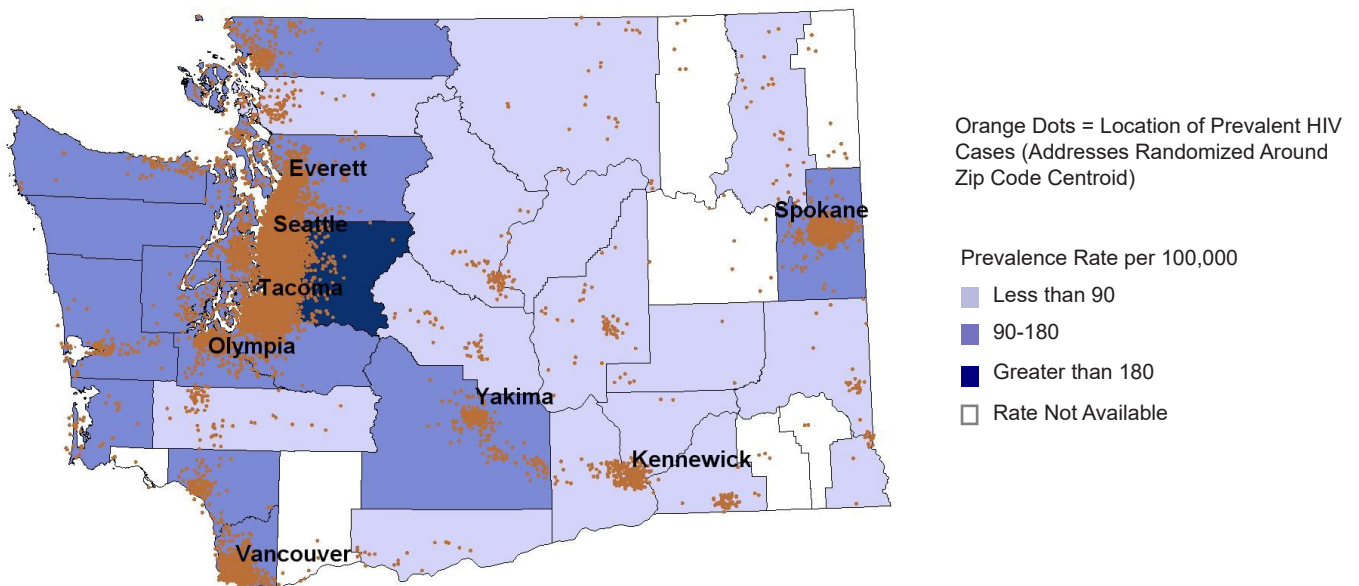 Everett
Seattle
Tacoma
Olympia
Yakima
Kennewick
Vancouver
Spokane
Orange Dots = Location of Prevalent HIV
Cases (Addresses Randomized Around
Zip Code Centroid)
Prevalence Rate per 100,000
Less than 90
90-180
Greater than 180
Rate Not Available